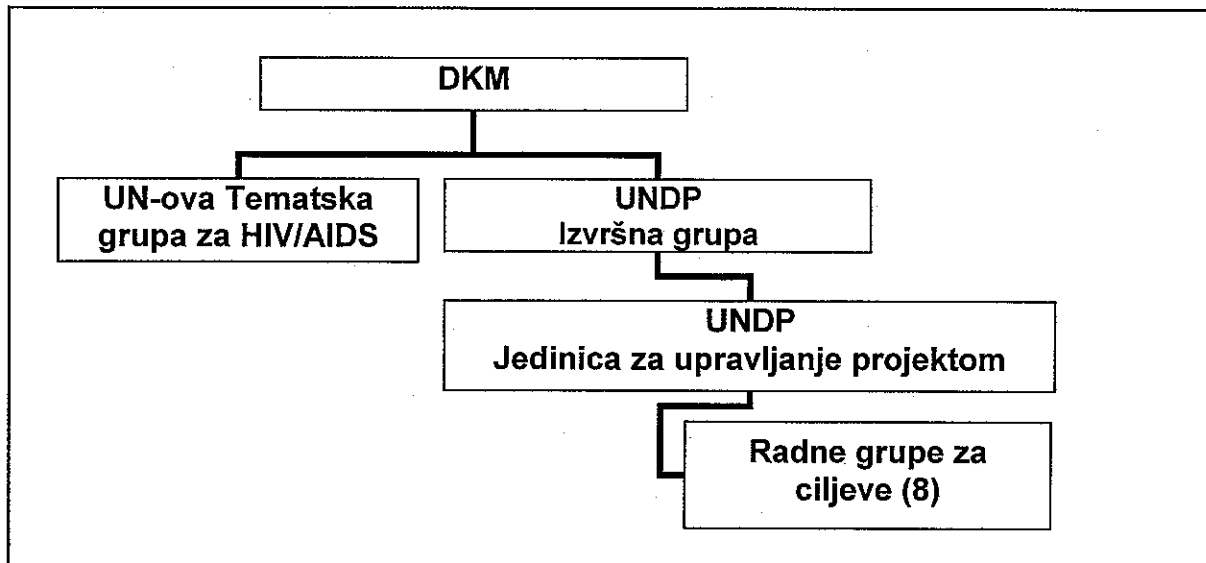 DKM
UN-ova Tematska
grupa za HIV/AIDS
UNDP
Izvršna grupa
UNDP
Jedinica za upravljanje projektom
Radne grupe za
ciljeve (8)